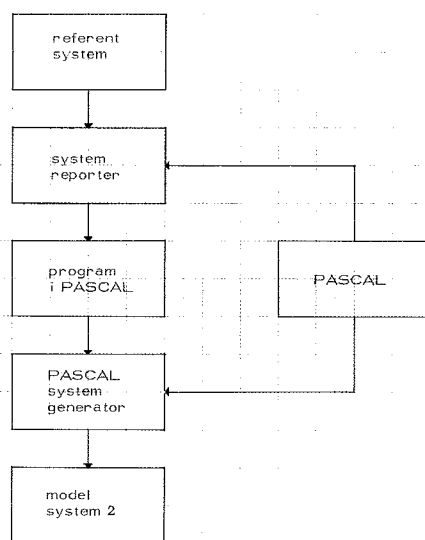 referent
system
system
reporter
program
i PASCAL
PASCAL
PASCAL
system
generator
model
system 2